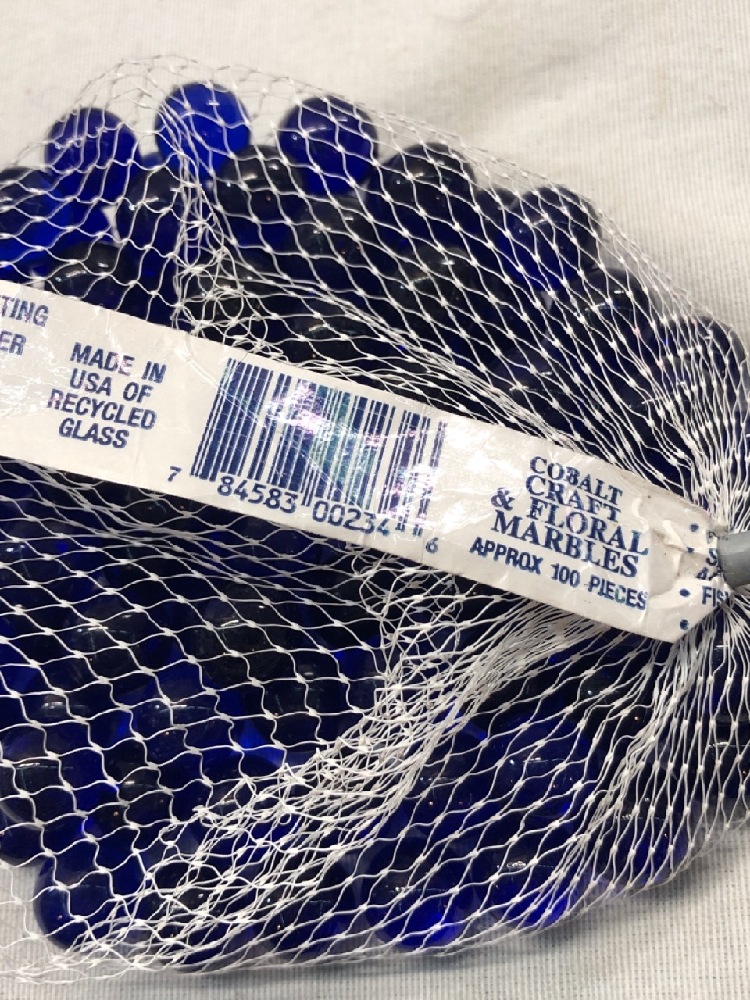 TING
ER
MADE IN
USA OF
RECYCLED
GLASS
7 84583 00234 6
COBALT
CRAFT
& FLORAL
MARBLES
APPROX 100 PIECES